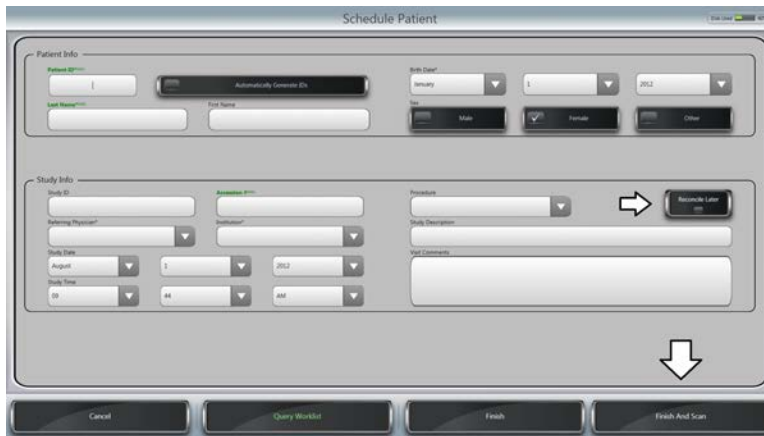 Schedule Patient
Disk Used
Patient Info
Patient ID
Automatically Generate IDs
Birth Date*
January
1
2012
Last Name
First Name
Sex
Male
Female
Other
Study Info
Study ID
Accession #
Procedure
Reconcile Later
Referring Physician*
Institution*
Study Description
Study Date
August
1
2012
Visit Comments
Study Time
09
44
AM
Cancel
Query Worklist
Finish
Finish And Scan